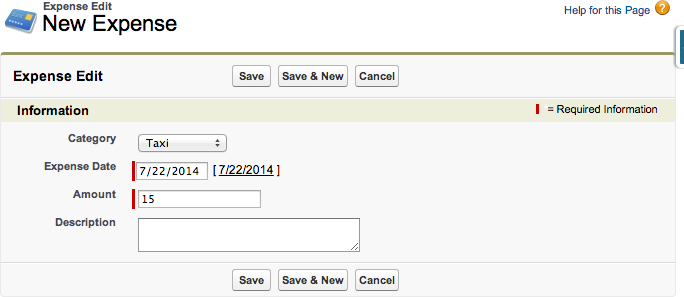 Expense Edit
New Expense
Help for this Page ?
Expense Edit Save Save & New Cancel
Information = Required Information
Category Taxi
Expense Date 7/22/2014 [ 7/22/2014 ]
Amount 15
Description
Save Save & New Cancel